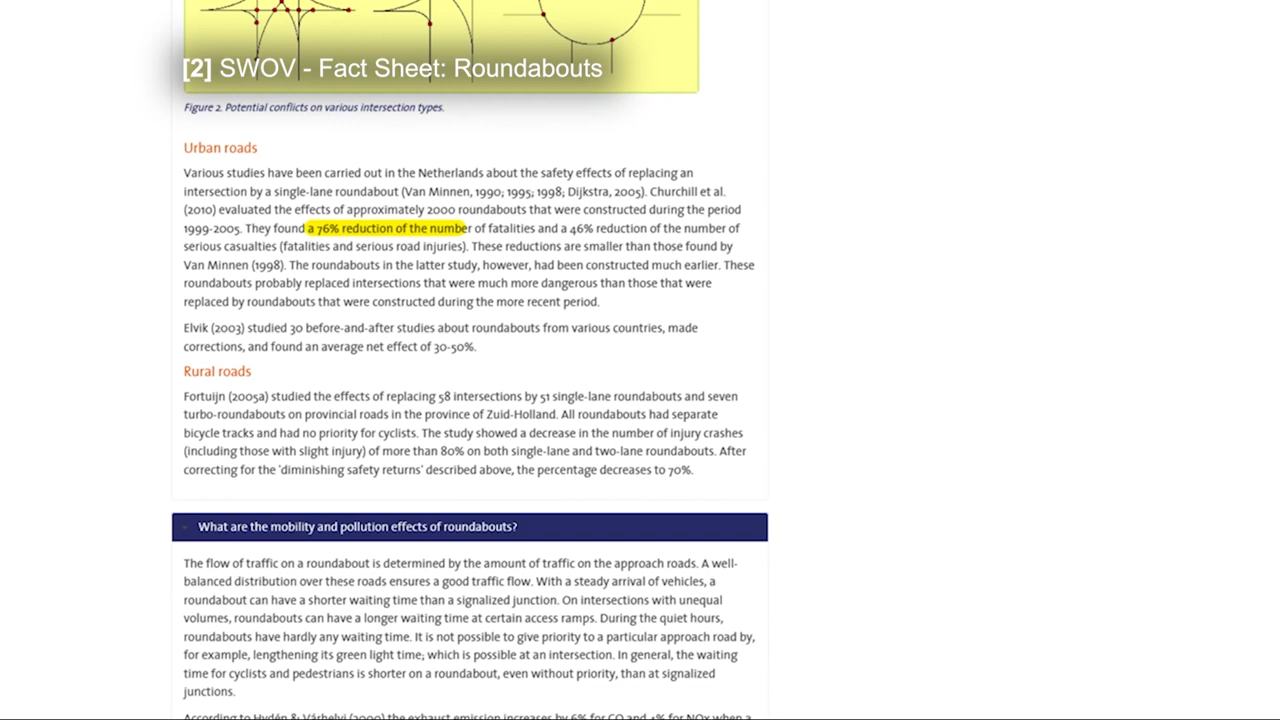 [2] SWOV - Fact Sheet: Roundabouts
Figure 2. Potential conflicts on various intersection types.
Urban roads
Various studies have been carried out in the Netherlands about the safety effects of replacing an
intersection by a single-lane roundabout (Van Minnen, 1990; 1995; 1998; Dijkstra, 2005). Churchill et al.
(2010) evaluated the effects of approximately 2000 roundabouts that were constructed during the period
1999-2005. They found a 76% reduction of the number of fatalities and a 46% reduction of the number of
serious casualties (fatalities and serious road injuries). These reductions are smaller than those found by
Van Minnen (1998). The roundabouts in the latter study, however, had been constructed much earlier. These
roundabouts probably replaced intersections that were much more dangerous than those that were
replaced by roundabouts that were constructed during the more recent period.
Elvik (2003) studied 30 before-and-after studies about roundabouts from various countries, made
corrections, and found an average net effect of 30-50%.
Rural roads
Fortuijn (2005a) studied the effects of replacing 58 intersections by 51 single-lane roundabouts and seven
turbo-roundabouts on provincial roads in the province of Zuid-Holland. All roundabouts had separate
bicycle tracks and had no priority for cyclists. The study showed a decrease in the number of injury crashes
(including those with slight injury) of more than 80% on both single-lane and two-lane roundabouts. After
correcting for the 'diminishing safety returns' described above, the percentage decreases to 70%.
What are the mobility and pollution effects of roundabouts?
The flow of traffic on a roundabout is determined by the amount of traffic on the approach roads. A well-
balanced distribution over these roads ensures a good traffic flow. With a steady arrival of vehicles, a
roundabout can have a shorter waiting time than a signalized junction. On intersections with unequal
volumes, roundabouts can have a longer waiting time at certain access ramps. During the quiet hours,
roundabouts have hardly any waiting time. It is not possible to give priority to a particular approach road by,
for example, lengthening its green light time; which is possible at an intersection. In general, the waiting
time for cyclists and pedestrians is shorter on a roundabout, even without priority, than at signalized
junctions.
According to Hydén & Várhelyi (2000) the exhaust emission increases by 6% for CO and 4% for NOx when a